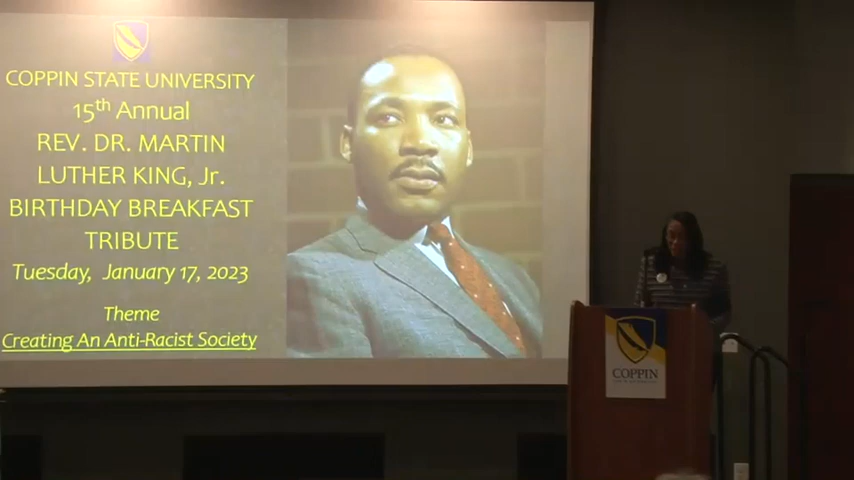 COPPIN STATE UNIVERSITY
15th Annual
REV. DR. MARTIN
LUTHER KING, Jr.
BIRTHDAY BREAKFAST
TRIBUTE
Tuesday, January 17, 2023
Theme
Creating An Anti-Racist Society
COPPIN